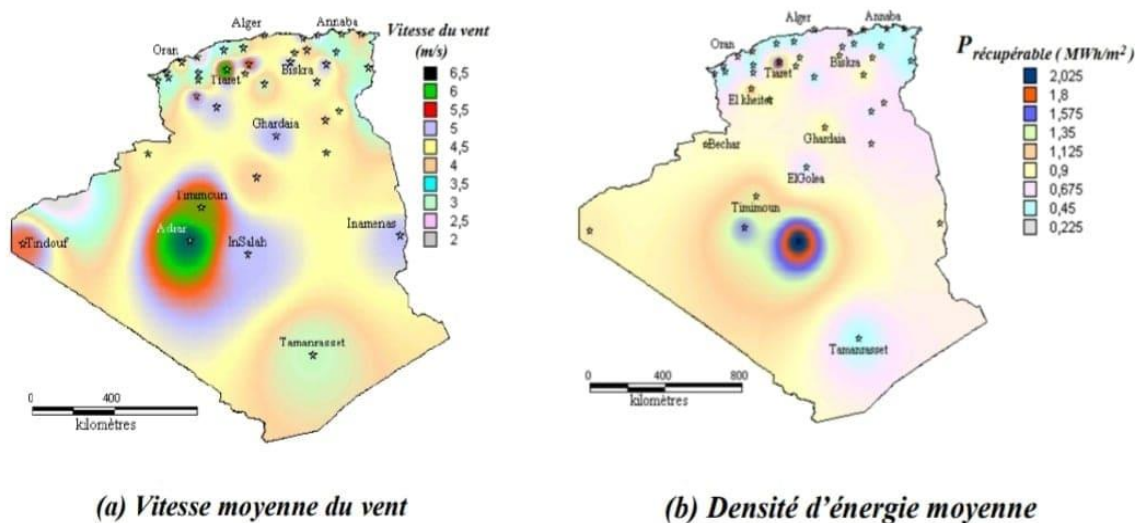 Alger
Annaba
Oran
Tiaret
Biskra
Ghardaia
Timimoun
Adrar
Tindouf
InSalah
Inamenas
Tamanrasset
Vitesse du vent
(m/s)
6,5
6
5,5
5
4,5
4
3,5
3
2,5
2
0 400
kilomètres
Alger
Annaba
Oran
Tiaret
Biskra
El kheiter
Ghardaia
Bechar
ElGolea
Timimoun
Tamanrasset
P récupérable ( MWh/m²)
2,025
1,8
1,575
1,35
1,125
0,9
0,675
0,45
0,225
0 400 800
kilomètres
(a) Vitesse moyenne du vent
(b) Densité d'énergie moyenne